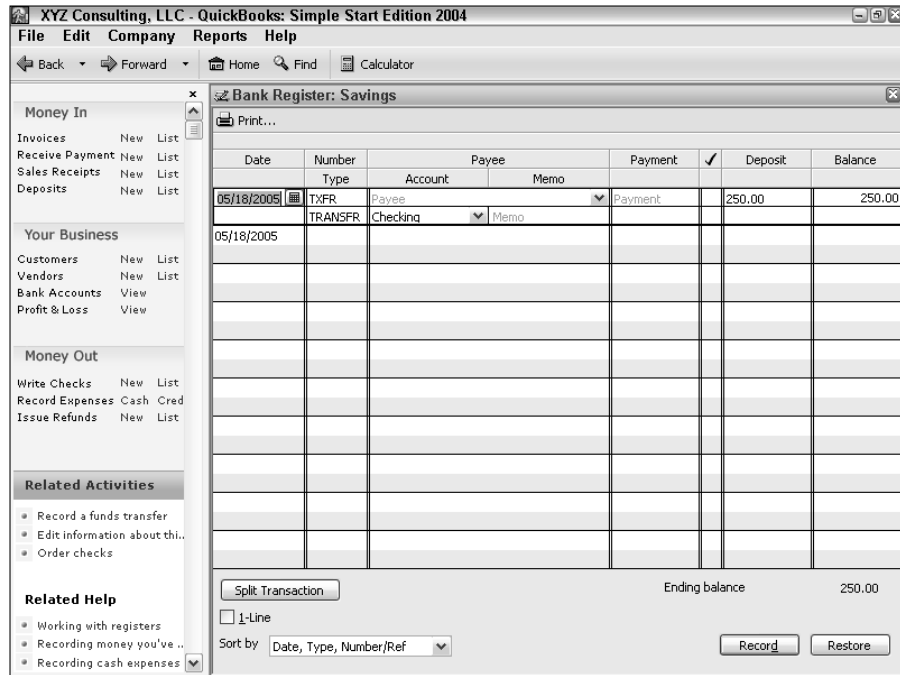 XYZ Consulting, LLC - QuickBooks: Simple Start Edition 2004
File Edit Company Reports Help
Back Forward Home Find Calculator
Money In
Invoices New List
Receive Payment New List
Sales Receipts New List
Deposits New List
Your Business
Customers New List
Vendors New List
Bank Accounts View
Profit & Loss View
Money Out
Write Checks New List
Record Expenses Cash Cred
Issue Refunds New List
Related Activities
Record a funds transfer
Edit information about thi..
Order checks
Related Help
Working with registers
Recording money you've ..
Recording cash expenses
Bank Register: Savings
Print...
Date Number Payee Payment ✓ Deposit Balance
Type Account Memo
05/18/2005 TXFR Payee Payment 250.00 250.00
TRANSFR Checking Memo
05/18/2005
Split Transaction Ending balance 250.00
1-Line
Sort by Date, Type, Number/Ref Record Restore